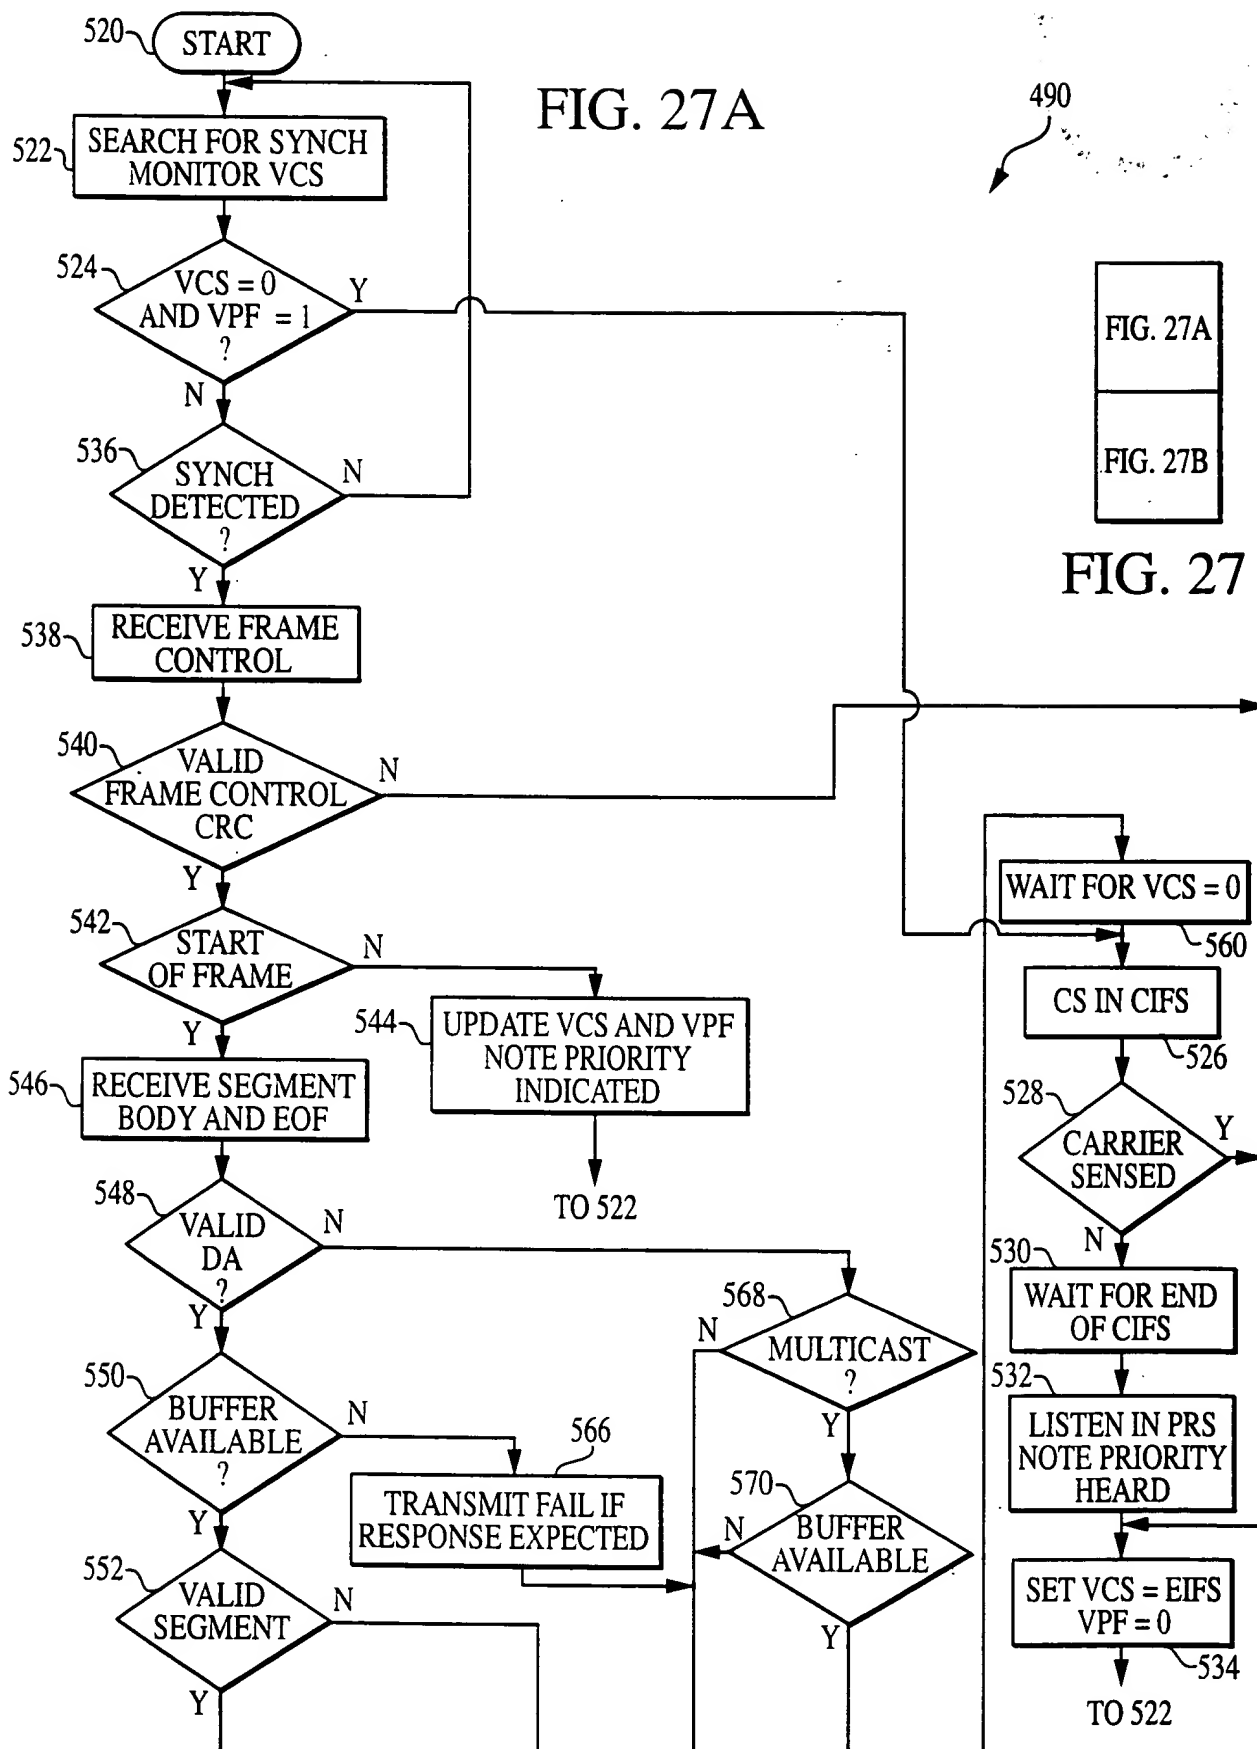 520
START
FIG. 27A
490
522
SEARCH FOR SYNCH
MONITOR VCS
524
VCS = 0
AND VPF = 1
?
Y
N
FIG. 27A
FIG. 27B
FIG. 27
536
SYNCH
DETECTED
?
N
Y
538
RECEIVE FRAME
CONTROL
540
VALID
FRAME CONTROL
CRC
N
Y
WAIT FOR VCS = 0
560
542
START
OF FRAME
N
Y
544
UPDATE VCS AND VPF
NOTE PRIORITY
INDICATED
TO 522
CS IN CIFS
526
546
RECEIVE SEGMENT
BODY AND EOF
528
CARRIER
SENSED
Y
N
548
VALID
DA
?
N
Y
530
WAIT FOR END
OF CIFS
568
MULTICAST
?
N
Y
532
LISTEN IN PRS
NOTE PRIORITY
HEARD
550
BUFFER
AVAILABLE
?
N
Y
566
TRANSMIT FAIL IF
RESPONSE EXPECTED
570
BUFFER
AVAILABLE
N
Y
552
VALID
SEGMENT
N
Y
SET VCS = EIFS
VPF = 0
534
TO 522